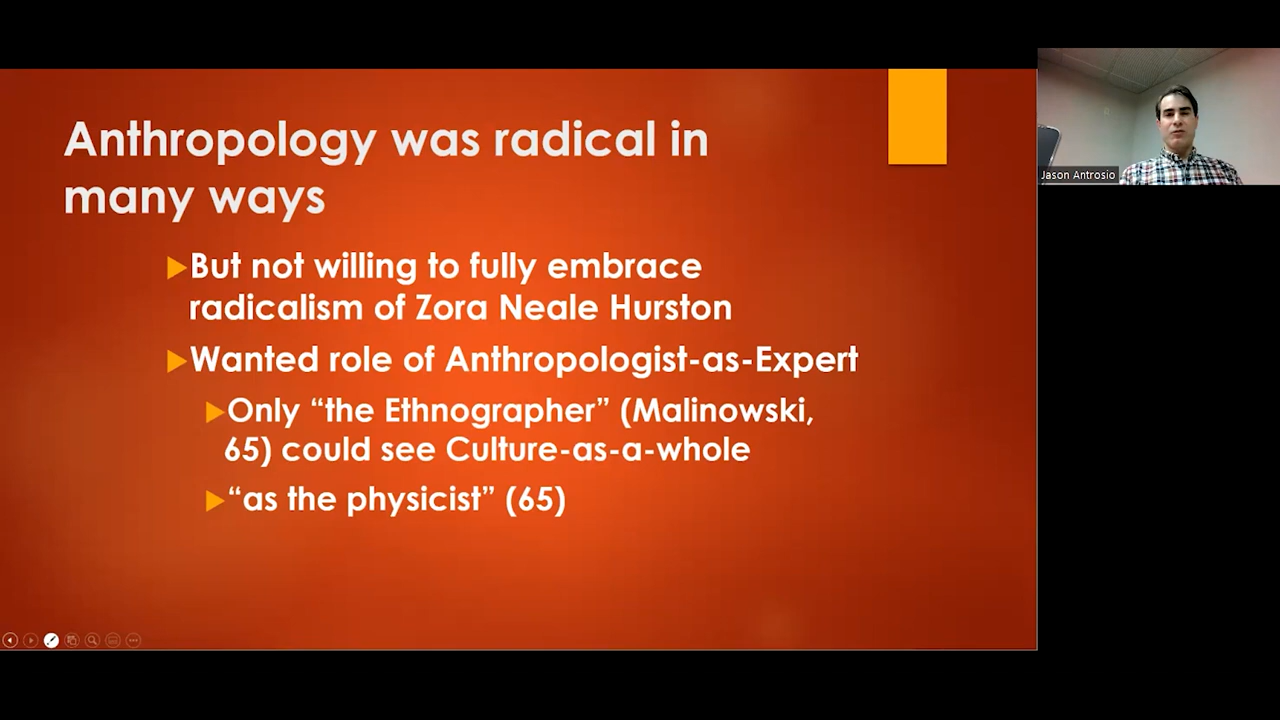 Anthropology was radical in
many ways
But not willing to fully embrace
radicalism of Zora Neale Hurston
Wanted role of Anthropologist-as-Expert
Only “the Ethnographer” (Malinowski,
65) could see Culture-as-a-whole
“as the physicist” (65)
Jason Antrosio